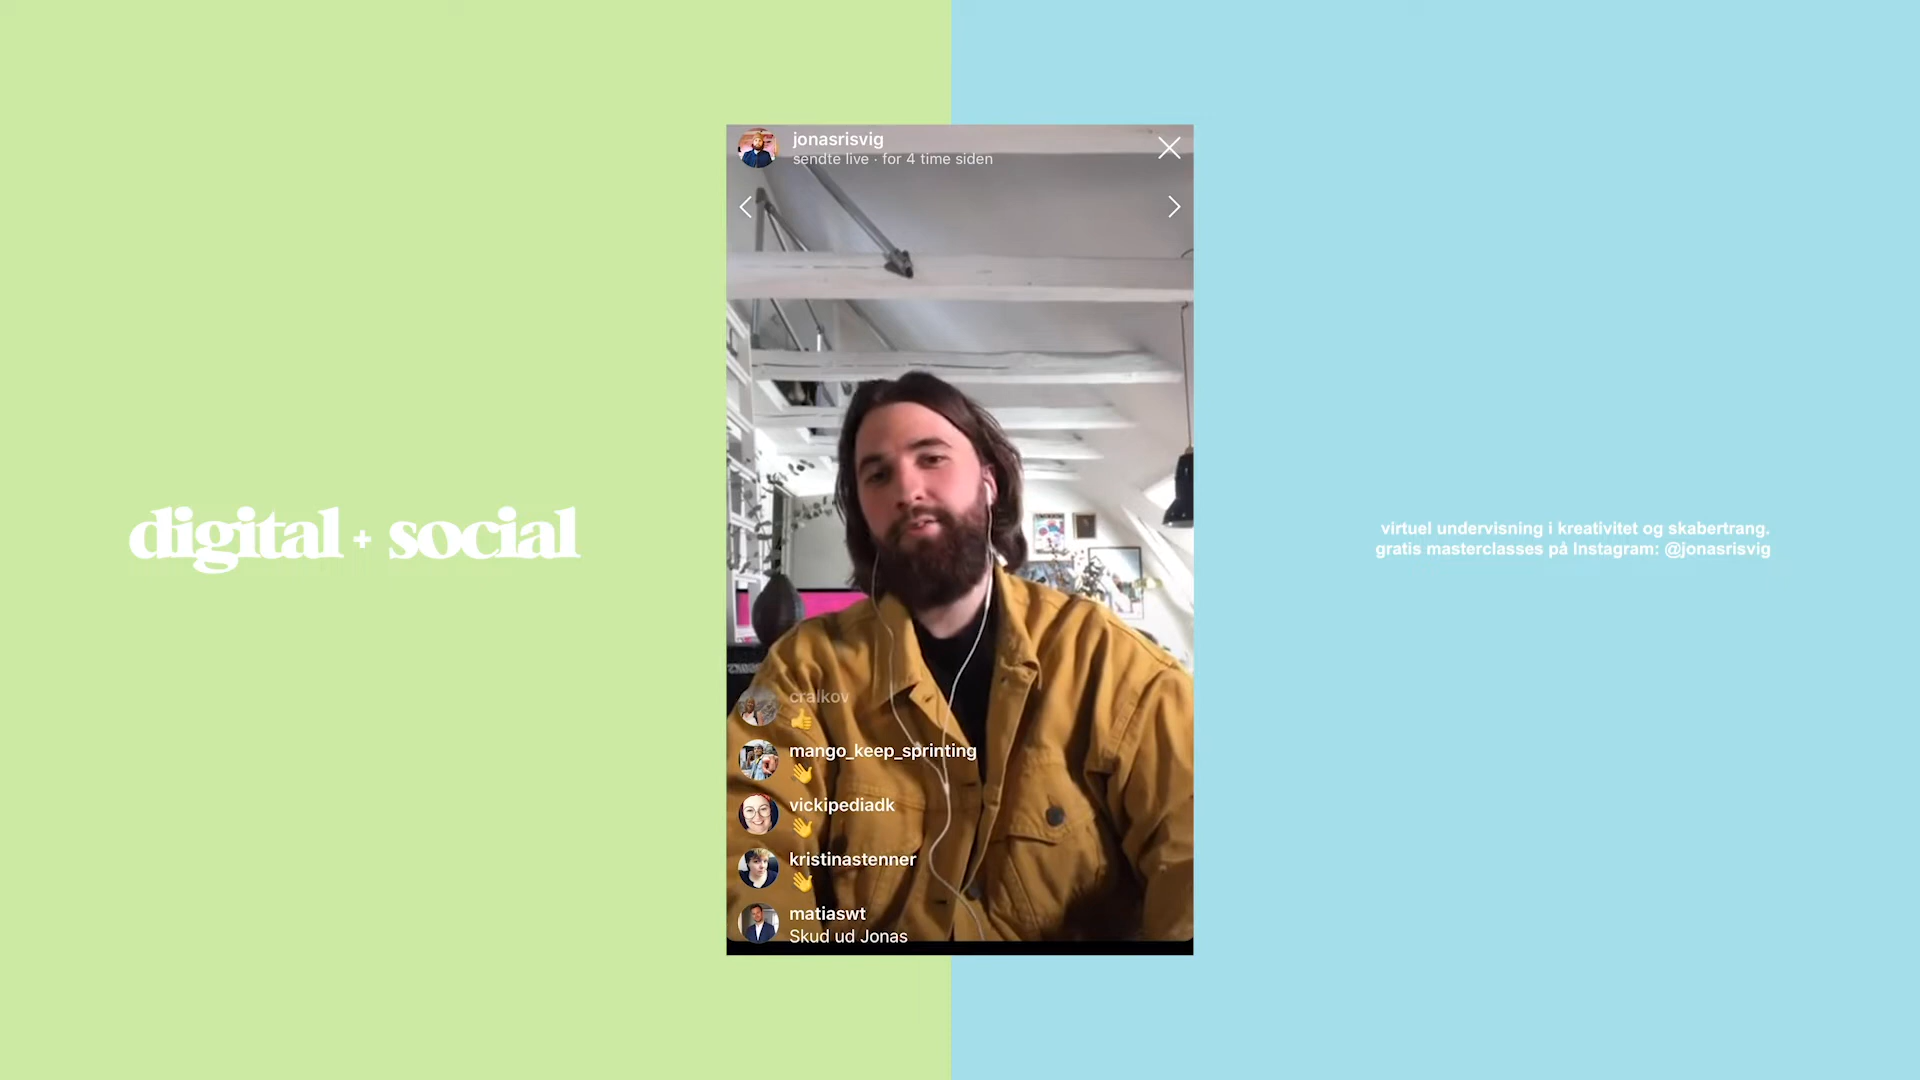 jonasrisvig
sendte live · for 4 time siden
digital + social
virtuel undervisning i kreativitet og skabertrang.
gratis masterclasses på Instagram: @jonasrisvig
cralkov
👍
mango_keep_sprinting
👋
vickipediadk
👋
kristinastenner
👋
matiaswt
Skud ud Jonas